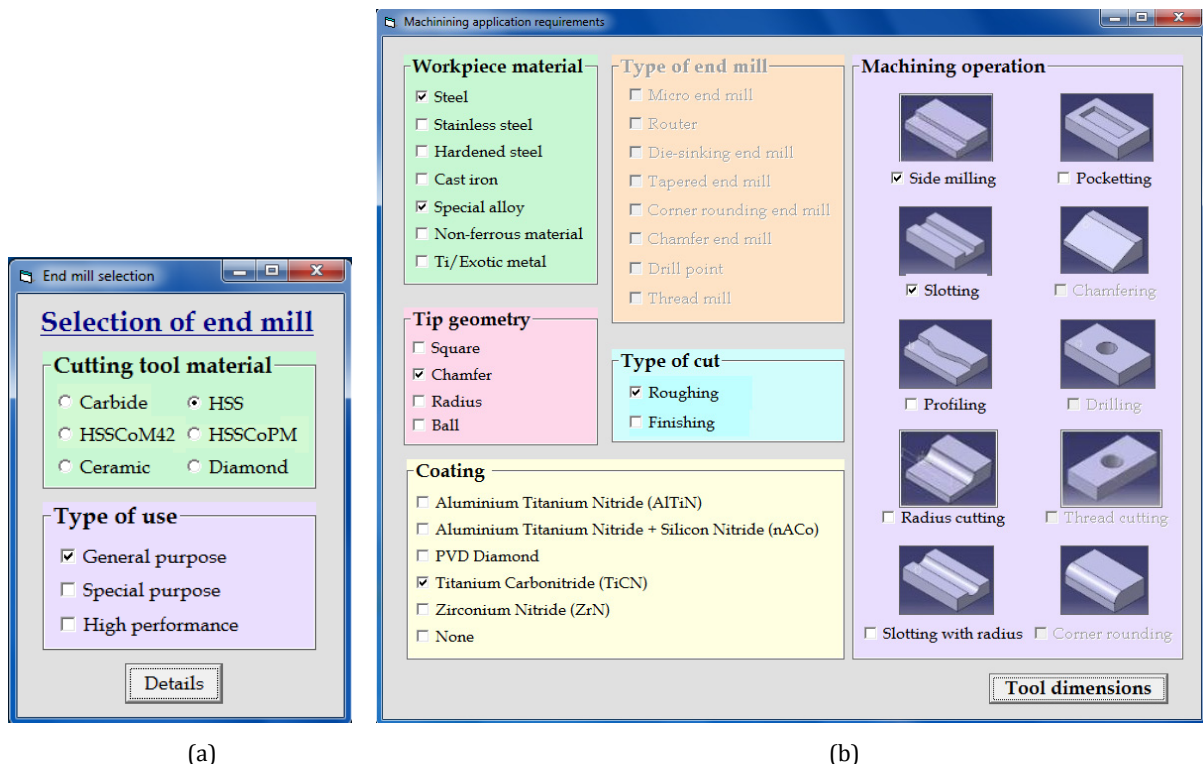 End mill selection
Selection of end mill
Cutting tool material
Carbide HSS
HSSCoM42 HSSCoPM
Ceramic Diamond
Type of use
General purpose
Special purpose
High performance
Details
(a)
Machinining application requirements
Workpiece material
Steel
Stainless steel
Hardened steel
Cast iron
Special alloy
Non-ferrous material
Ti/Exotic metal
Type of end mill
Micro end mill
Router
Die-sinking end mill
Tapered end mill
Corner rounding end mill
Chamfer end mill
Drill point
Thread mill
Tip geometry
Square
Chamfer
Radius
Ball
Type of cut
Roughing
Finishing
Coating
Aluminium Titanium Nitride (AlTiN)
Aluminium Titanium Nitride + Silicon Nitride (nACo)
PVD Diamond
Titanium Carbonitride (TiCN)
Zirconium Nitride (ZrN)
None
Machining operation
Side milling Pocketting
Slotting Chamfering
Profiling Drilling
Radius cutting Thread cutting
Slotting with radius Corner rounding
Tool dimensions
(b)